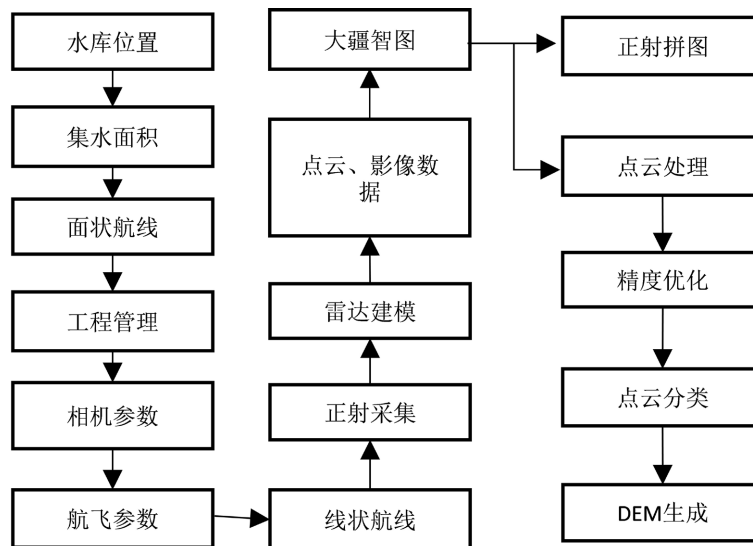 水库位置
集水面积
面状航线
工程管理
相机参数
航飞参数
大疆智图
点云、影像数
据
雷达建模
正射采集
线状航线
正射拼图
点云处理
精度优化
点云分类
DEM生成